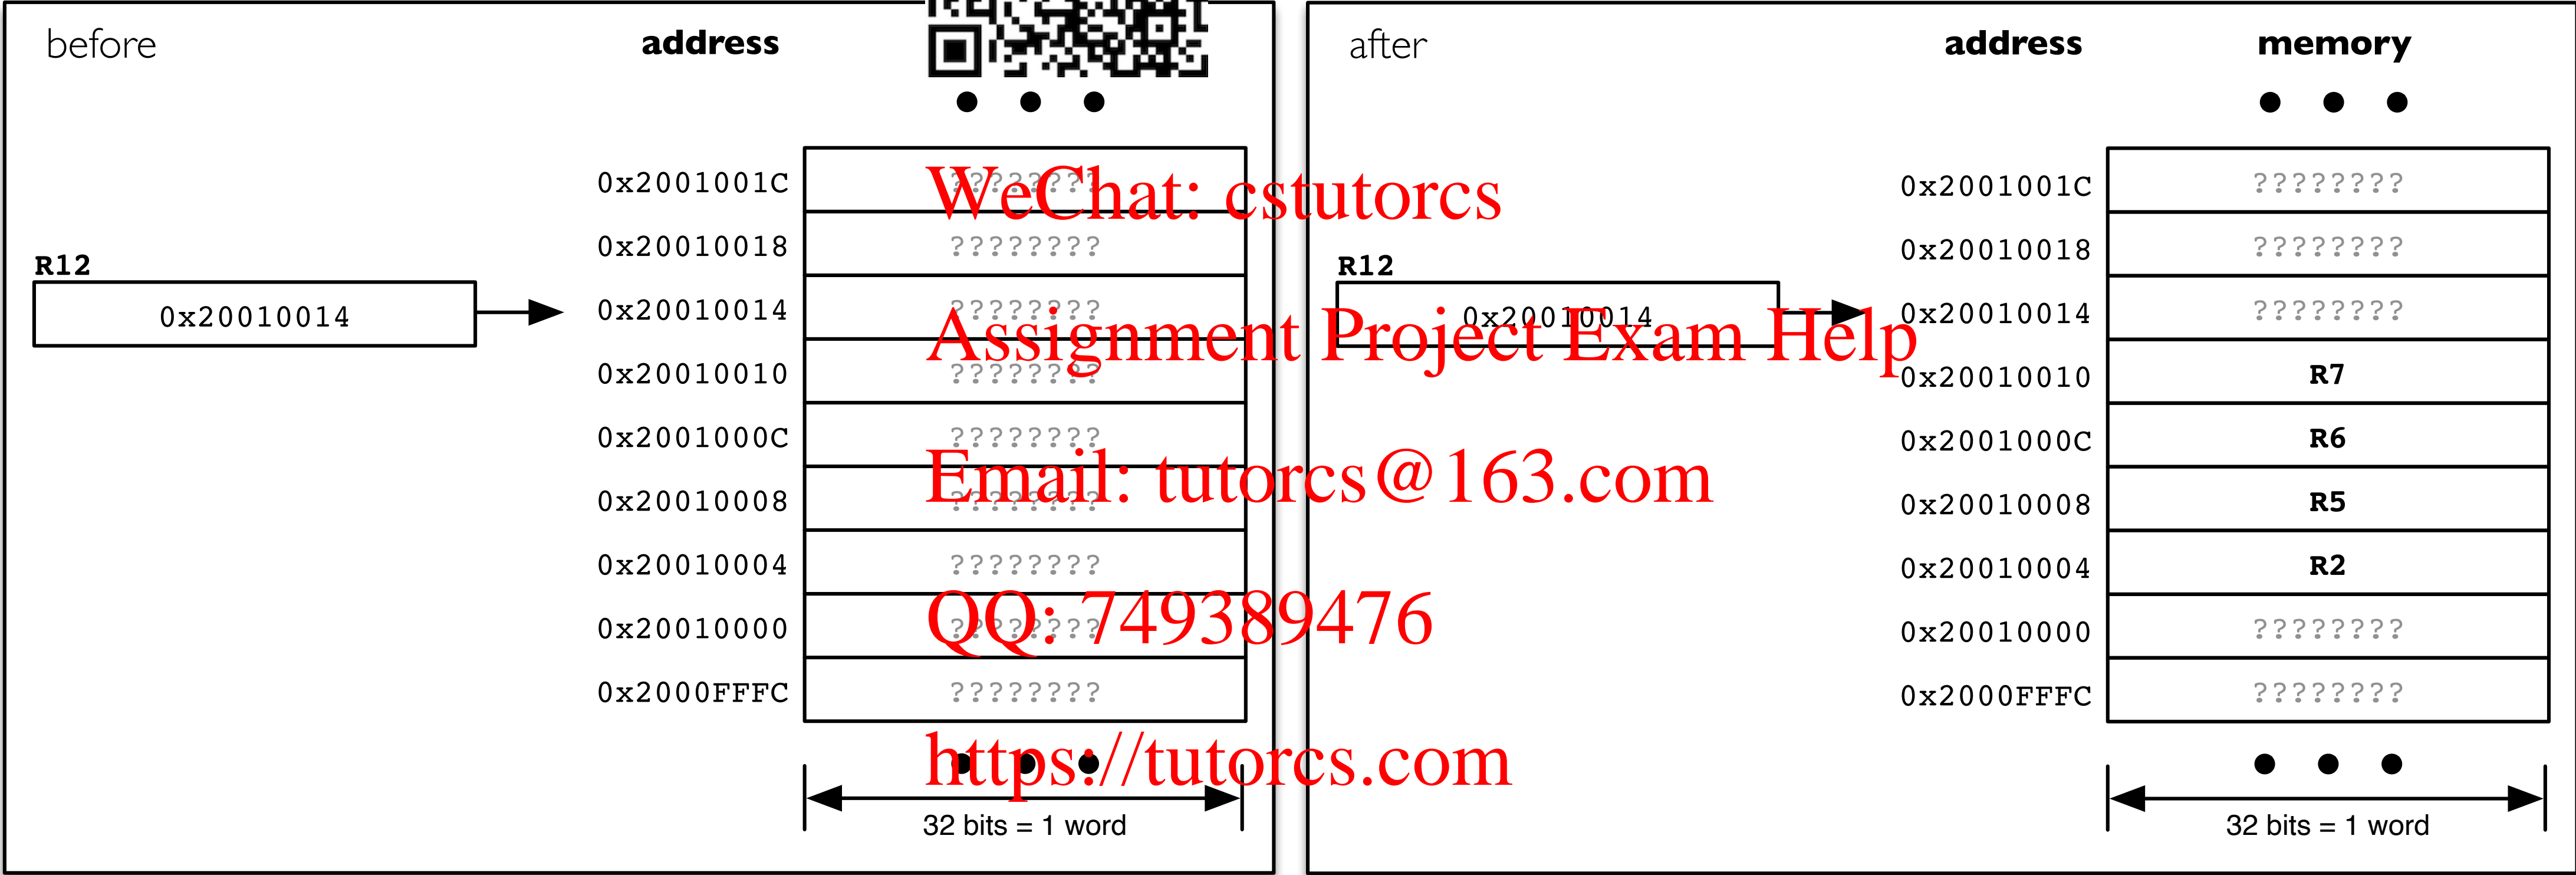 before
address
0x2001001C ????????
0x20010018 ????????
R12
0x20010014
0x20010014 ????????
0x20010010 ????????
0x2001000C ????????
0x20010008 ????????
0x20010004 ????????
0x20010000 ????????
0x2000FFFC ????????
32 bits = 1 word
after
address memory
0x2001001C ????????
0x20010018 ????????
R12
0x20010014
0x20010014 ????????
0x20010010 R7
0x2001000C R6
0x20010008 R5
0x20010004 R2
0x20010000 ????????
0x2000FFFC ????????
32 bits = 1 word
WeChat: cstutorcs
Assignment Project Exam Help
Email: tutorcs@163.com
QQ: 749389476
https://tutorcs.com